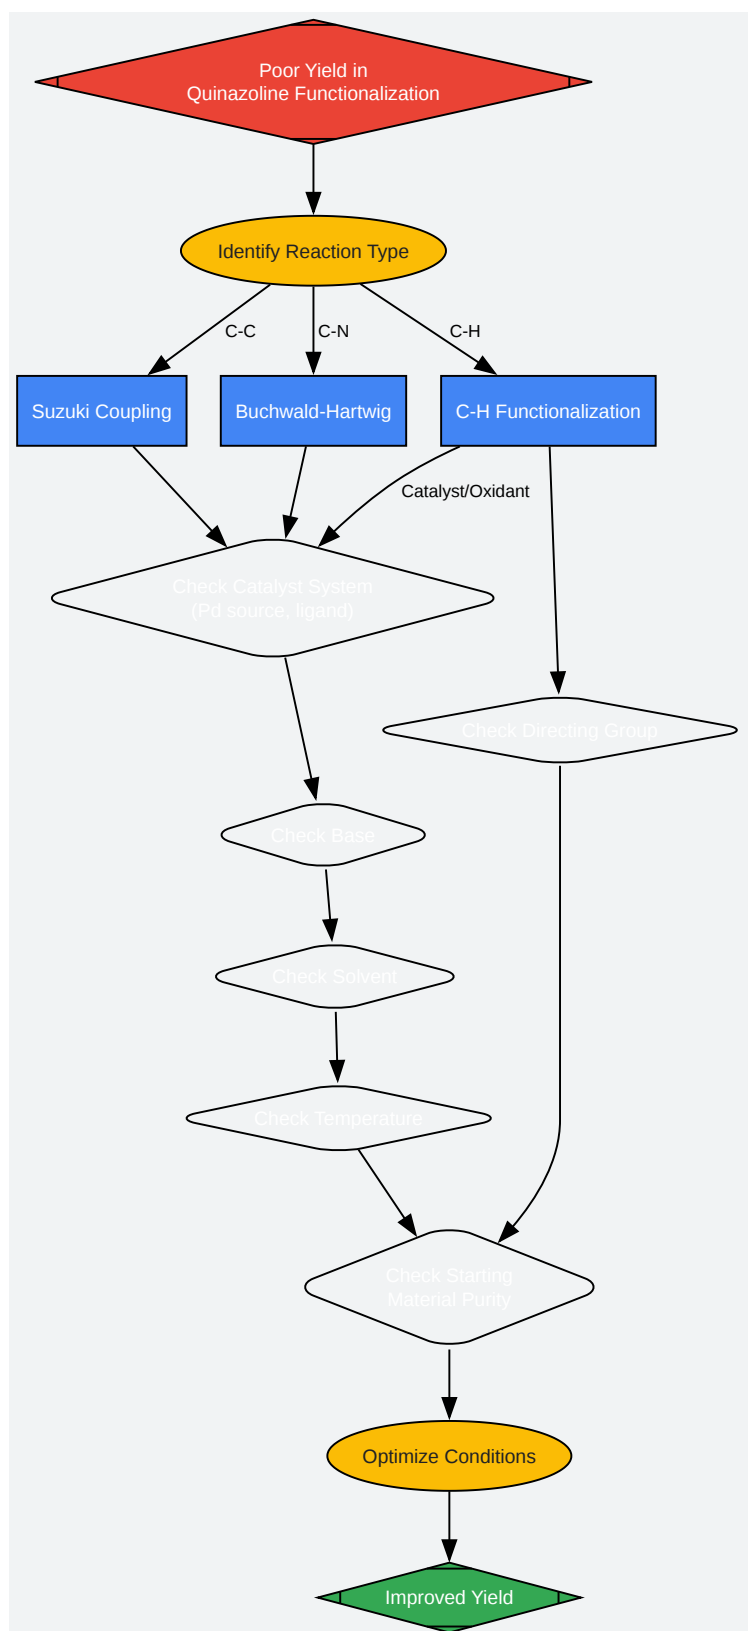 Poor Yield in
Quinazoline Functionalization
Identify Reaction Type
C-C
C-N
C-H
Suzuki Coupling
Buchwald-Hartwig
C-H Functionalization
Catalyst/Oxidant
Check Catalyst System
(Pd source, ligand)
Check Directing Group
Check Base
Check Solvent
Check Temperature
Check Starting
Material Purity
Optimize Conditions
Improved Yield